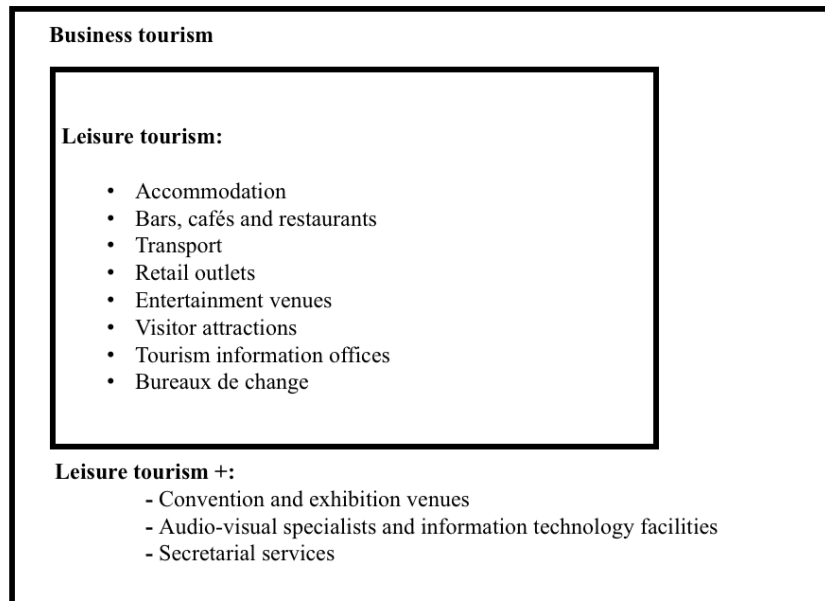 Business tourism
Leisure tourism:
• Accommodation
• Bars, cafés and restaurants
• Transport
• Retail outlets
• Entertainment venues
• Visitor attractions
• Tourism information offices
• Bureaux de change
Leisure tourism +:
- Convention and exhibition venues
- Audio-visual specialists and information technology facilities
- Secretarial services